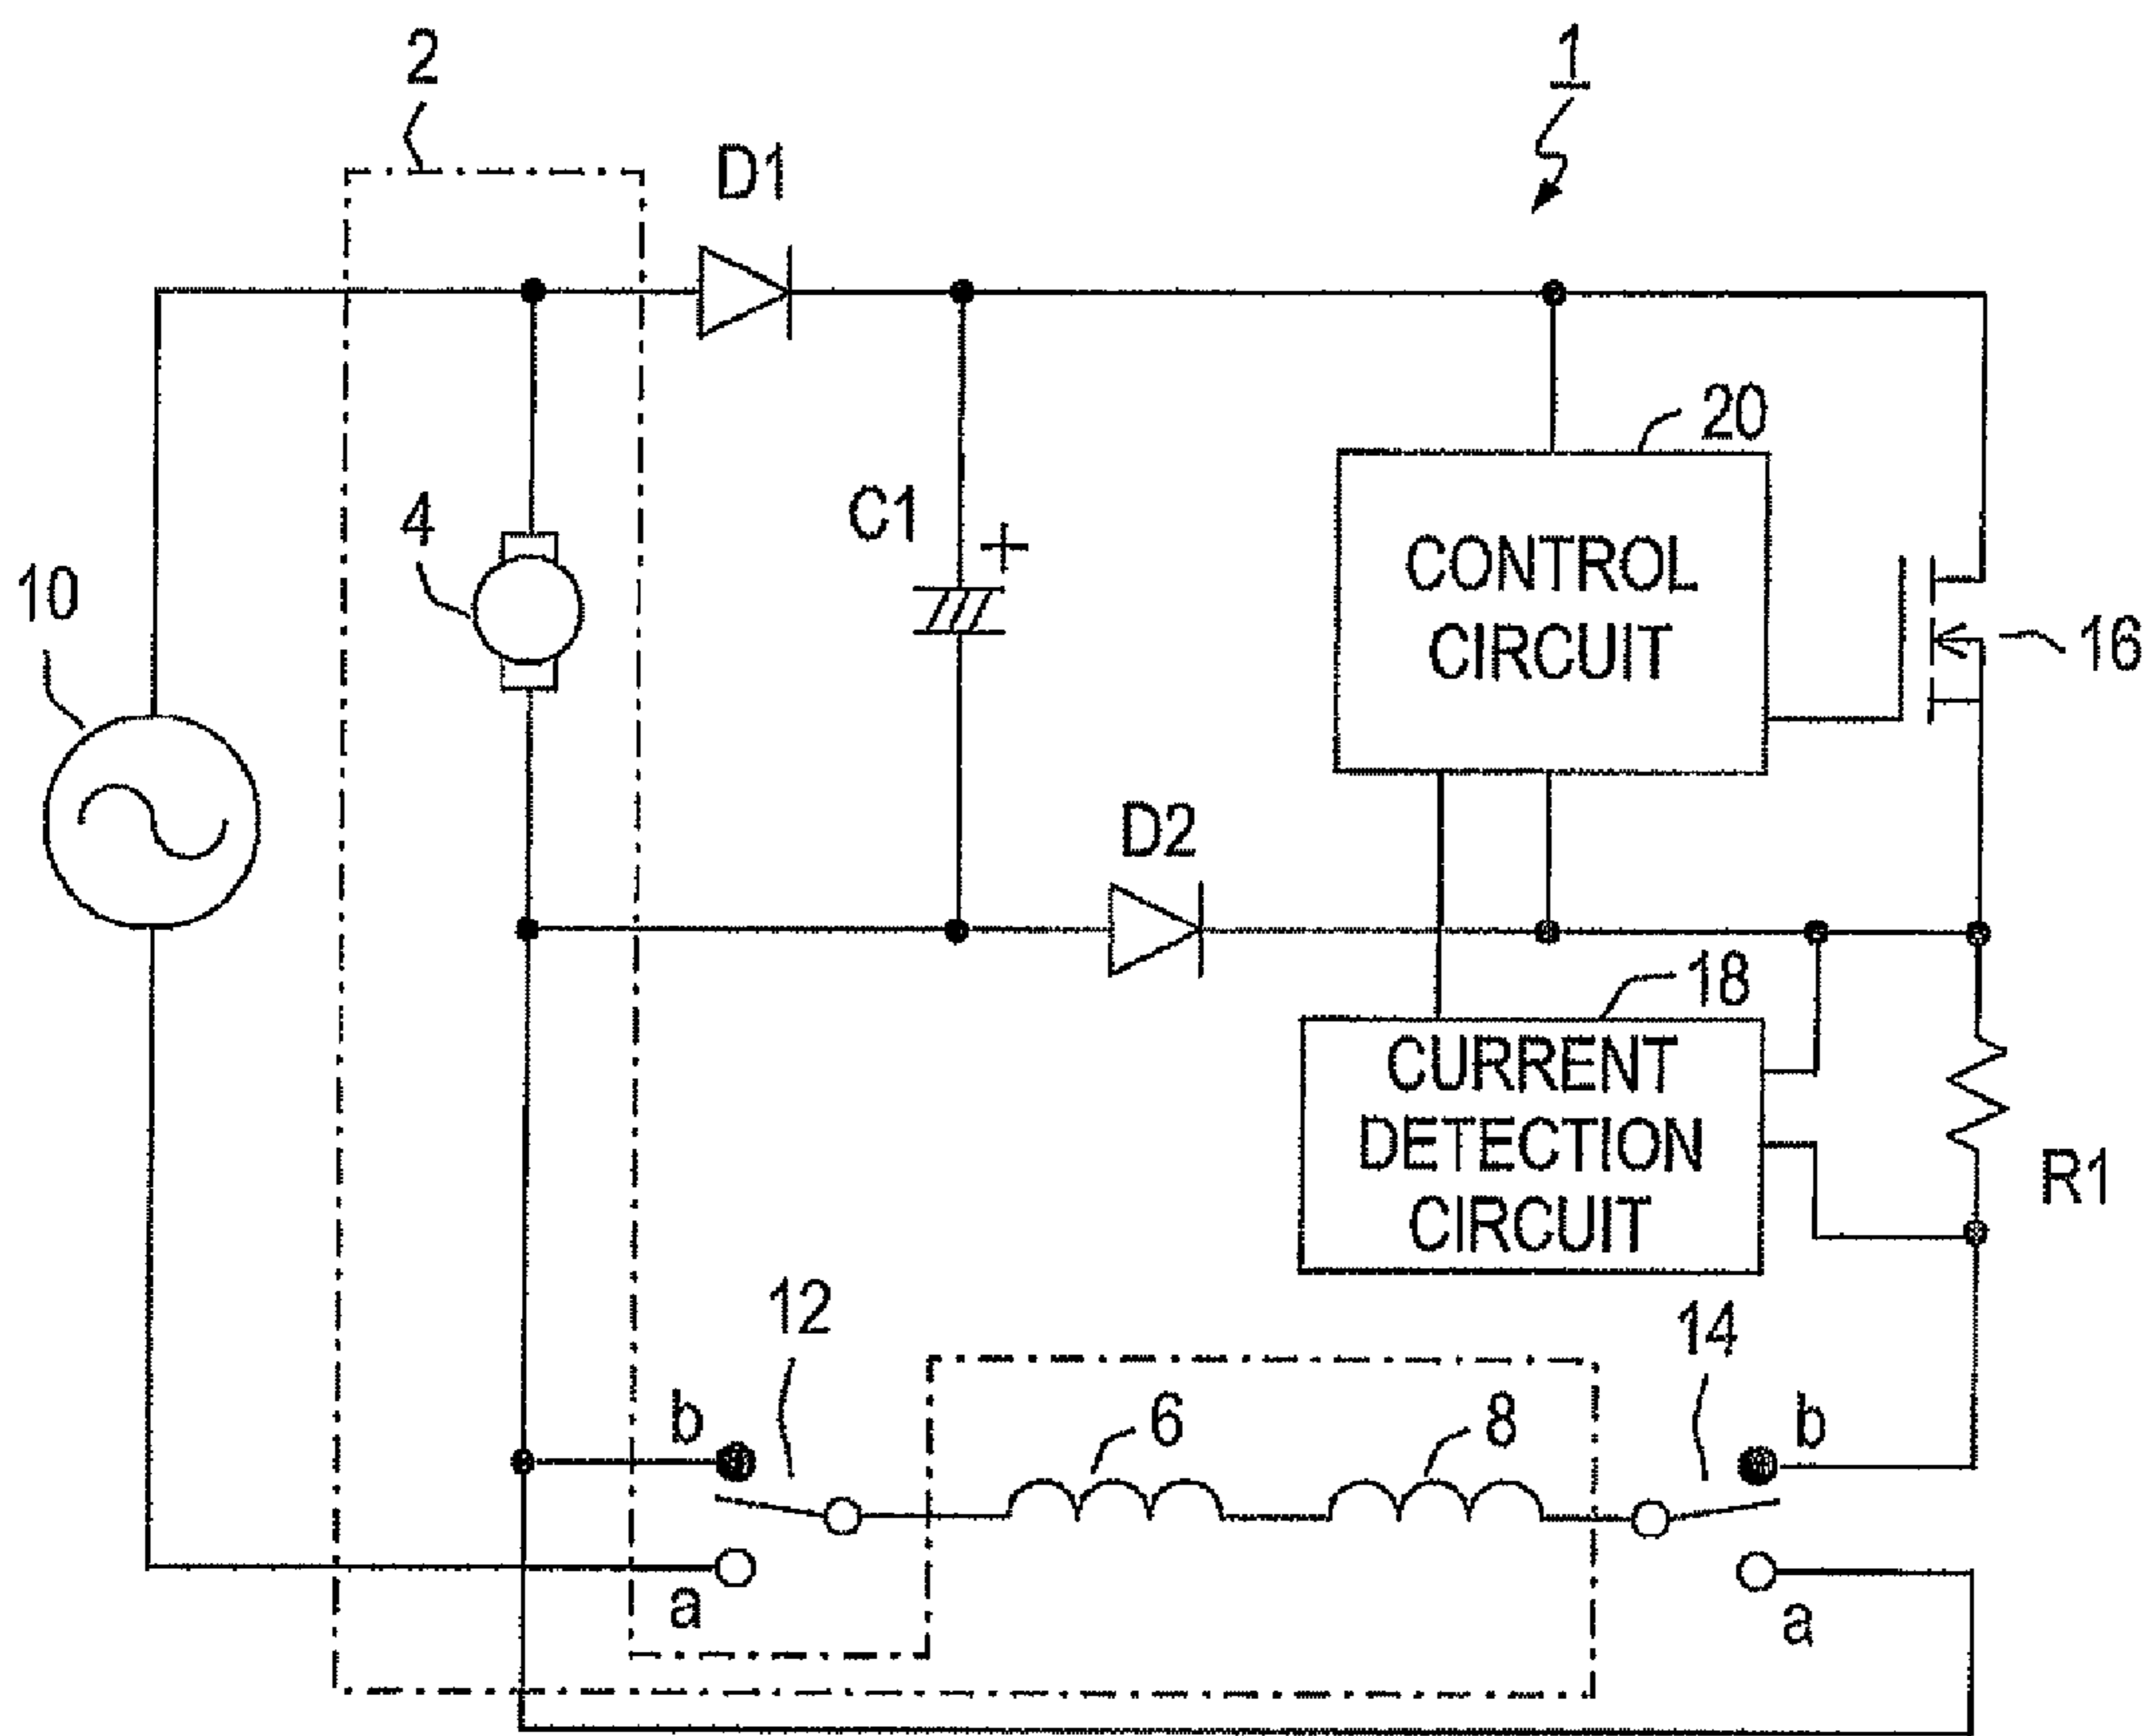 2
1
D1
20
C1
+
4
CONTROL
CIRCUIT
10
16
D2
18
CURRENT
DETECTION
CIRCUIT
R1
12
14
b
6
8
b
a
a